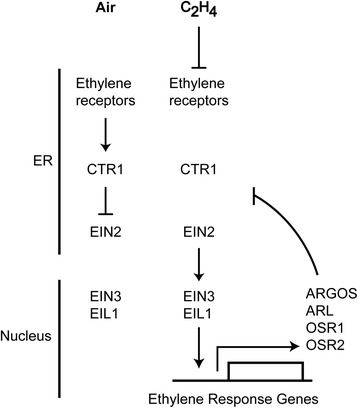 Air
C2H4
Ethylene
receptors
Ethylene
receptors
ER
CTR1
CTR1
EIN2
EIN2
EIN3
EIL1
EIN3
EIL1
ARGOS
ARL
OSR1
OSR2
Nucleus
Ethylene Response Genes